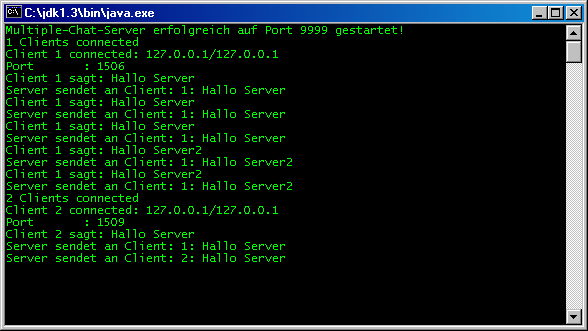 C:\jdk1.3\bin\java.exe
Multiple-Chat-Server erfolgreich auf Port 9999 gestartet!
1 Clients connected
Client 1 connected: 127.0.0.1/127.0.0.1
Port       : 1506
Client 1 sagt: Hallo Server
Server sendet an Client: 1: Hallo Server
Client 1 sagt: Hallo Server
Server sendet an Client: 1: Hallo Server
Client 1 sagt: Hallo Server
Server sendet an Client: 1: Hallo Server
Client 1 sagt: Hallo Server2
Server sendet an Client: 1: Hallo Server2
Client 1 sagt: Hallo Server2
Server sendet an Client: 1: Hallo Server2
2 Clients connected
Client 2 connected: 127.0.0.1/127.0.0.1
Port       : 1509
Client 2 sagt: Hallo Server
Server sendet an Client: 1: Hallo Server
Server sendet an Client: 2: Hallo Server